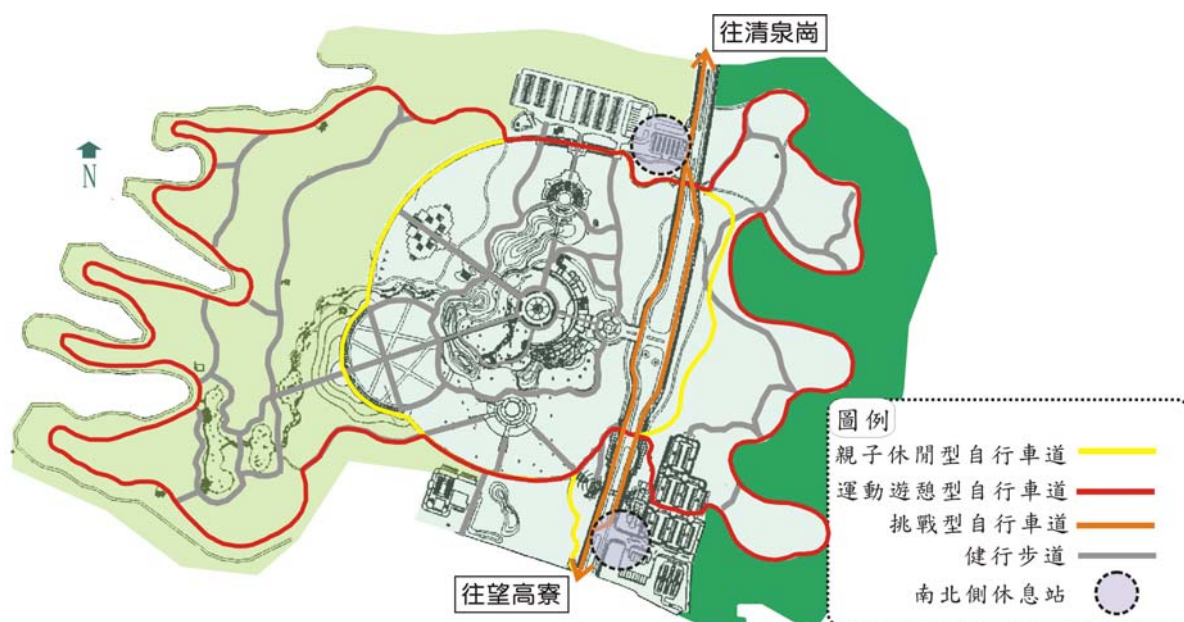 往清泉崗
N
圖例
親子休閒型自行車道
運動遊憩型自行車道
挑戰型自行車道
健行步道
南北側休息站
往望高寮